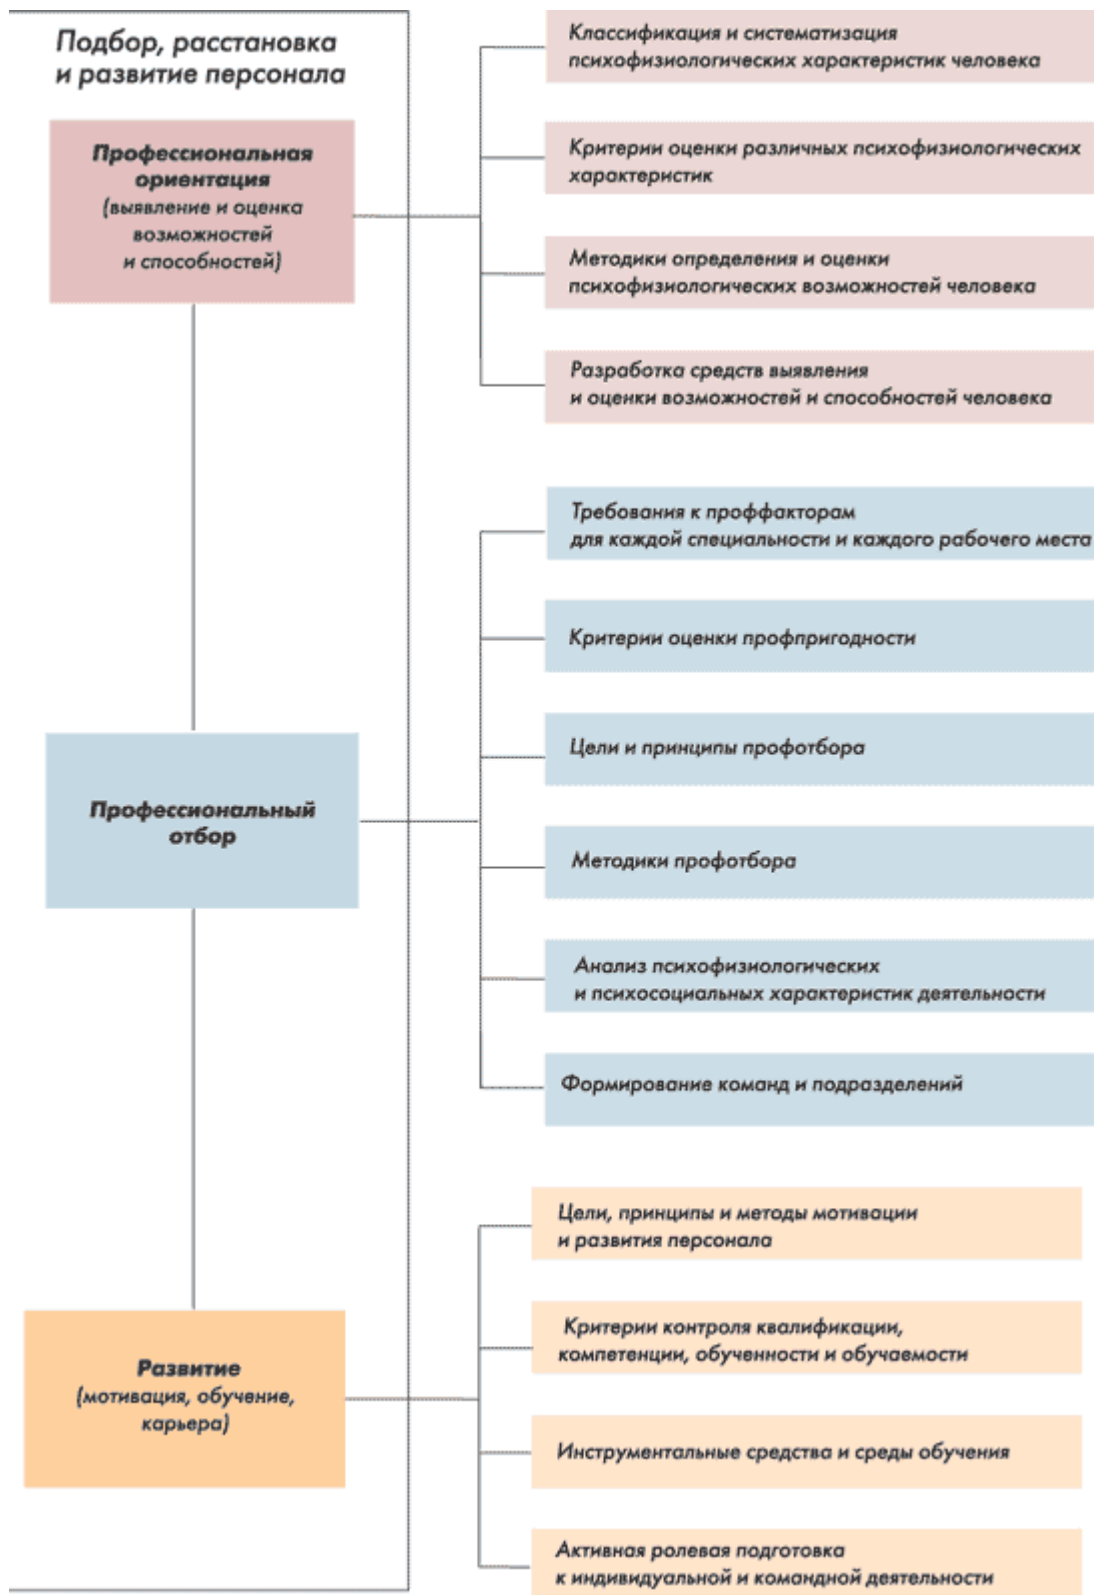 Подбор, расстановка
и развитие персонала
Профессиональная
ориентация
(выявление и оценка
возможностей
и способностей)
Классификация и систематизация
психофизиологических характеристик человека
Критерии оценки различных психофизиологических
характеристик
Методики определения и оценки
психофизиологических возможностей человека
Разработка средств выявления
и оценки возможностей и способностей человека
Профессиональный
отбор
Требования к проффакторам
для каждой специальности и каждого рабочего места
Критерии оценки профпригодности
Цели и принципы профотбора
Методики профотбора
Анализ психофизиологических
и психосоциальных характеристик деятельности
Формирование команд и подразделений
Развитие
(мотивация, обучение,
карьера)
Цели, принципы и методы мотивации
и развития персонала
Критерии контроля квалификации,
компетенции, обученности и обучаемости
Инструментальные средства и среды обучения
Активная ролевая подготовка
к индивидуальной и командной деятельности